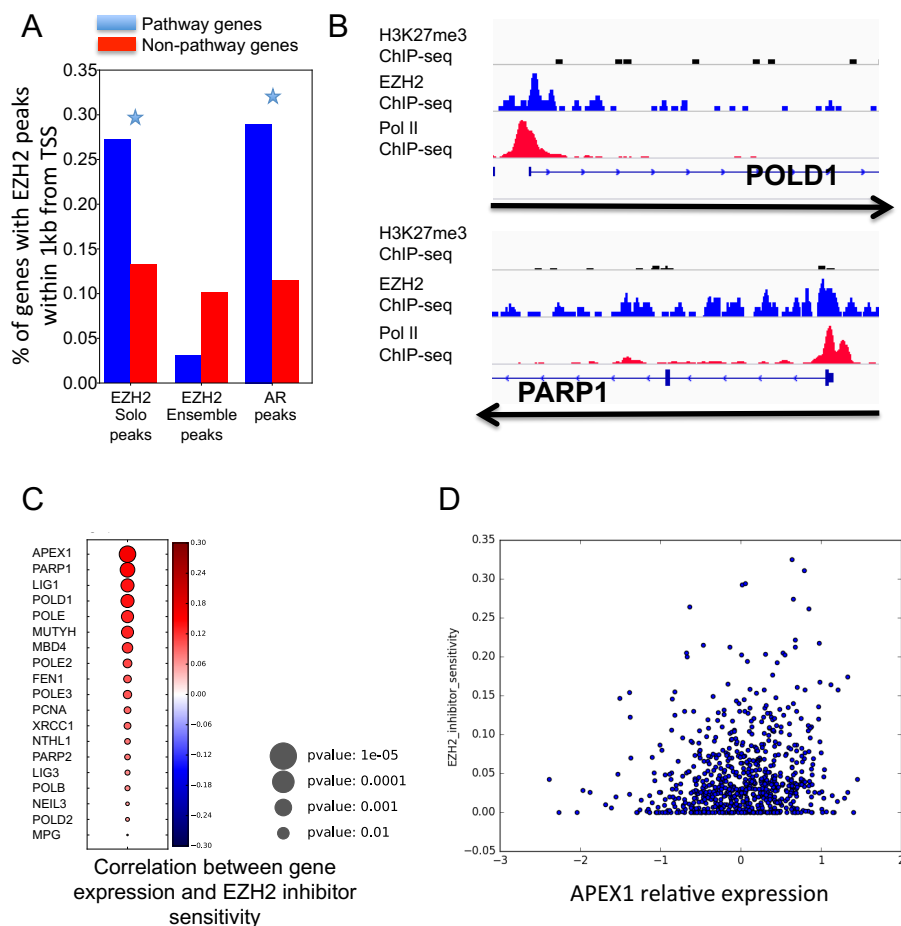 A
Pathway genes
Non-pathway genes
% of genes with EZH2 peaks
within 1kb from TSS
0.35
0.30
0.25
0.20
0.15
0.10
0.05
0.00
EZH2
Solo
peaks
EZH2
Ensemble
peaks
AR
peaks
B
H3K27me3
ChIP-seq
EZH2
ChIP-seq
Pol II
ChIP-seq
POLD1
H3K27me3
ChIP-seq
EZH2
ChIP-seq
Pol II
ChIP-seq
PARP1
C
APEX1
PARP1
LIG1
POLD1
POLE
MUTYH
MBD4
POLE2
FEN1
POLE3
PCNA
XRCC1
NTHL1
PARP2
LIG3
POLB
NEIL3
POLD2
MPG
0.30
0.24
0.18
0.12
0.06
0.00
−0.06
−0.12
−0.18
−0.24
−0.30
pvalue: 1e-05
pvalue: 0.0001
pvalue: 0.001
pvalue: 0.01
Correlation between gene
expression and EZH2 inhibitor
sensitivity
D
EZH2_inhibitor_sensitivity
0.35
0.30
0.25
0.20
0.15
0.10
0.05
0.00
−0.05
−3 −2 −1 0 1 2
APEX1 relative expression